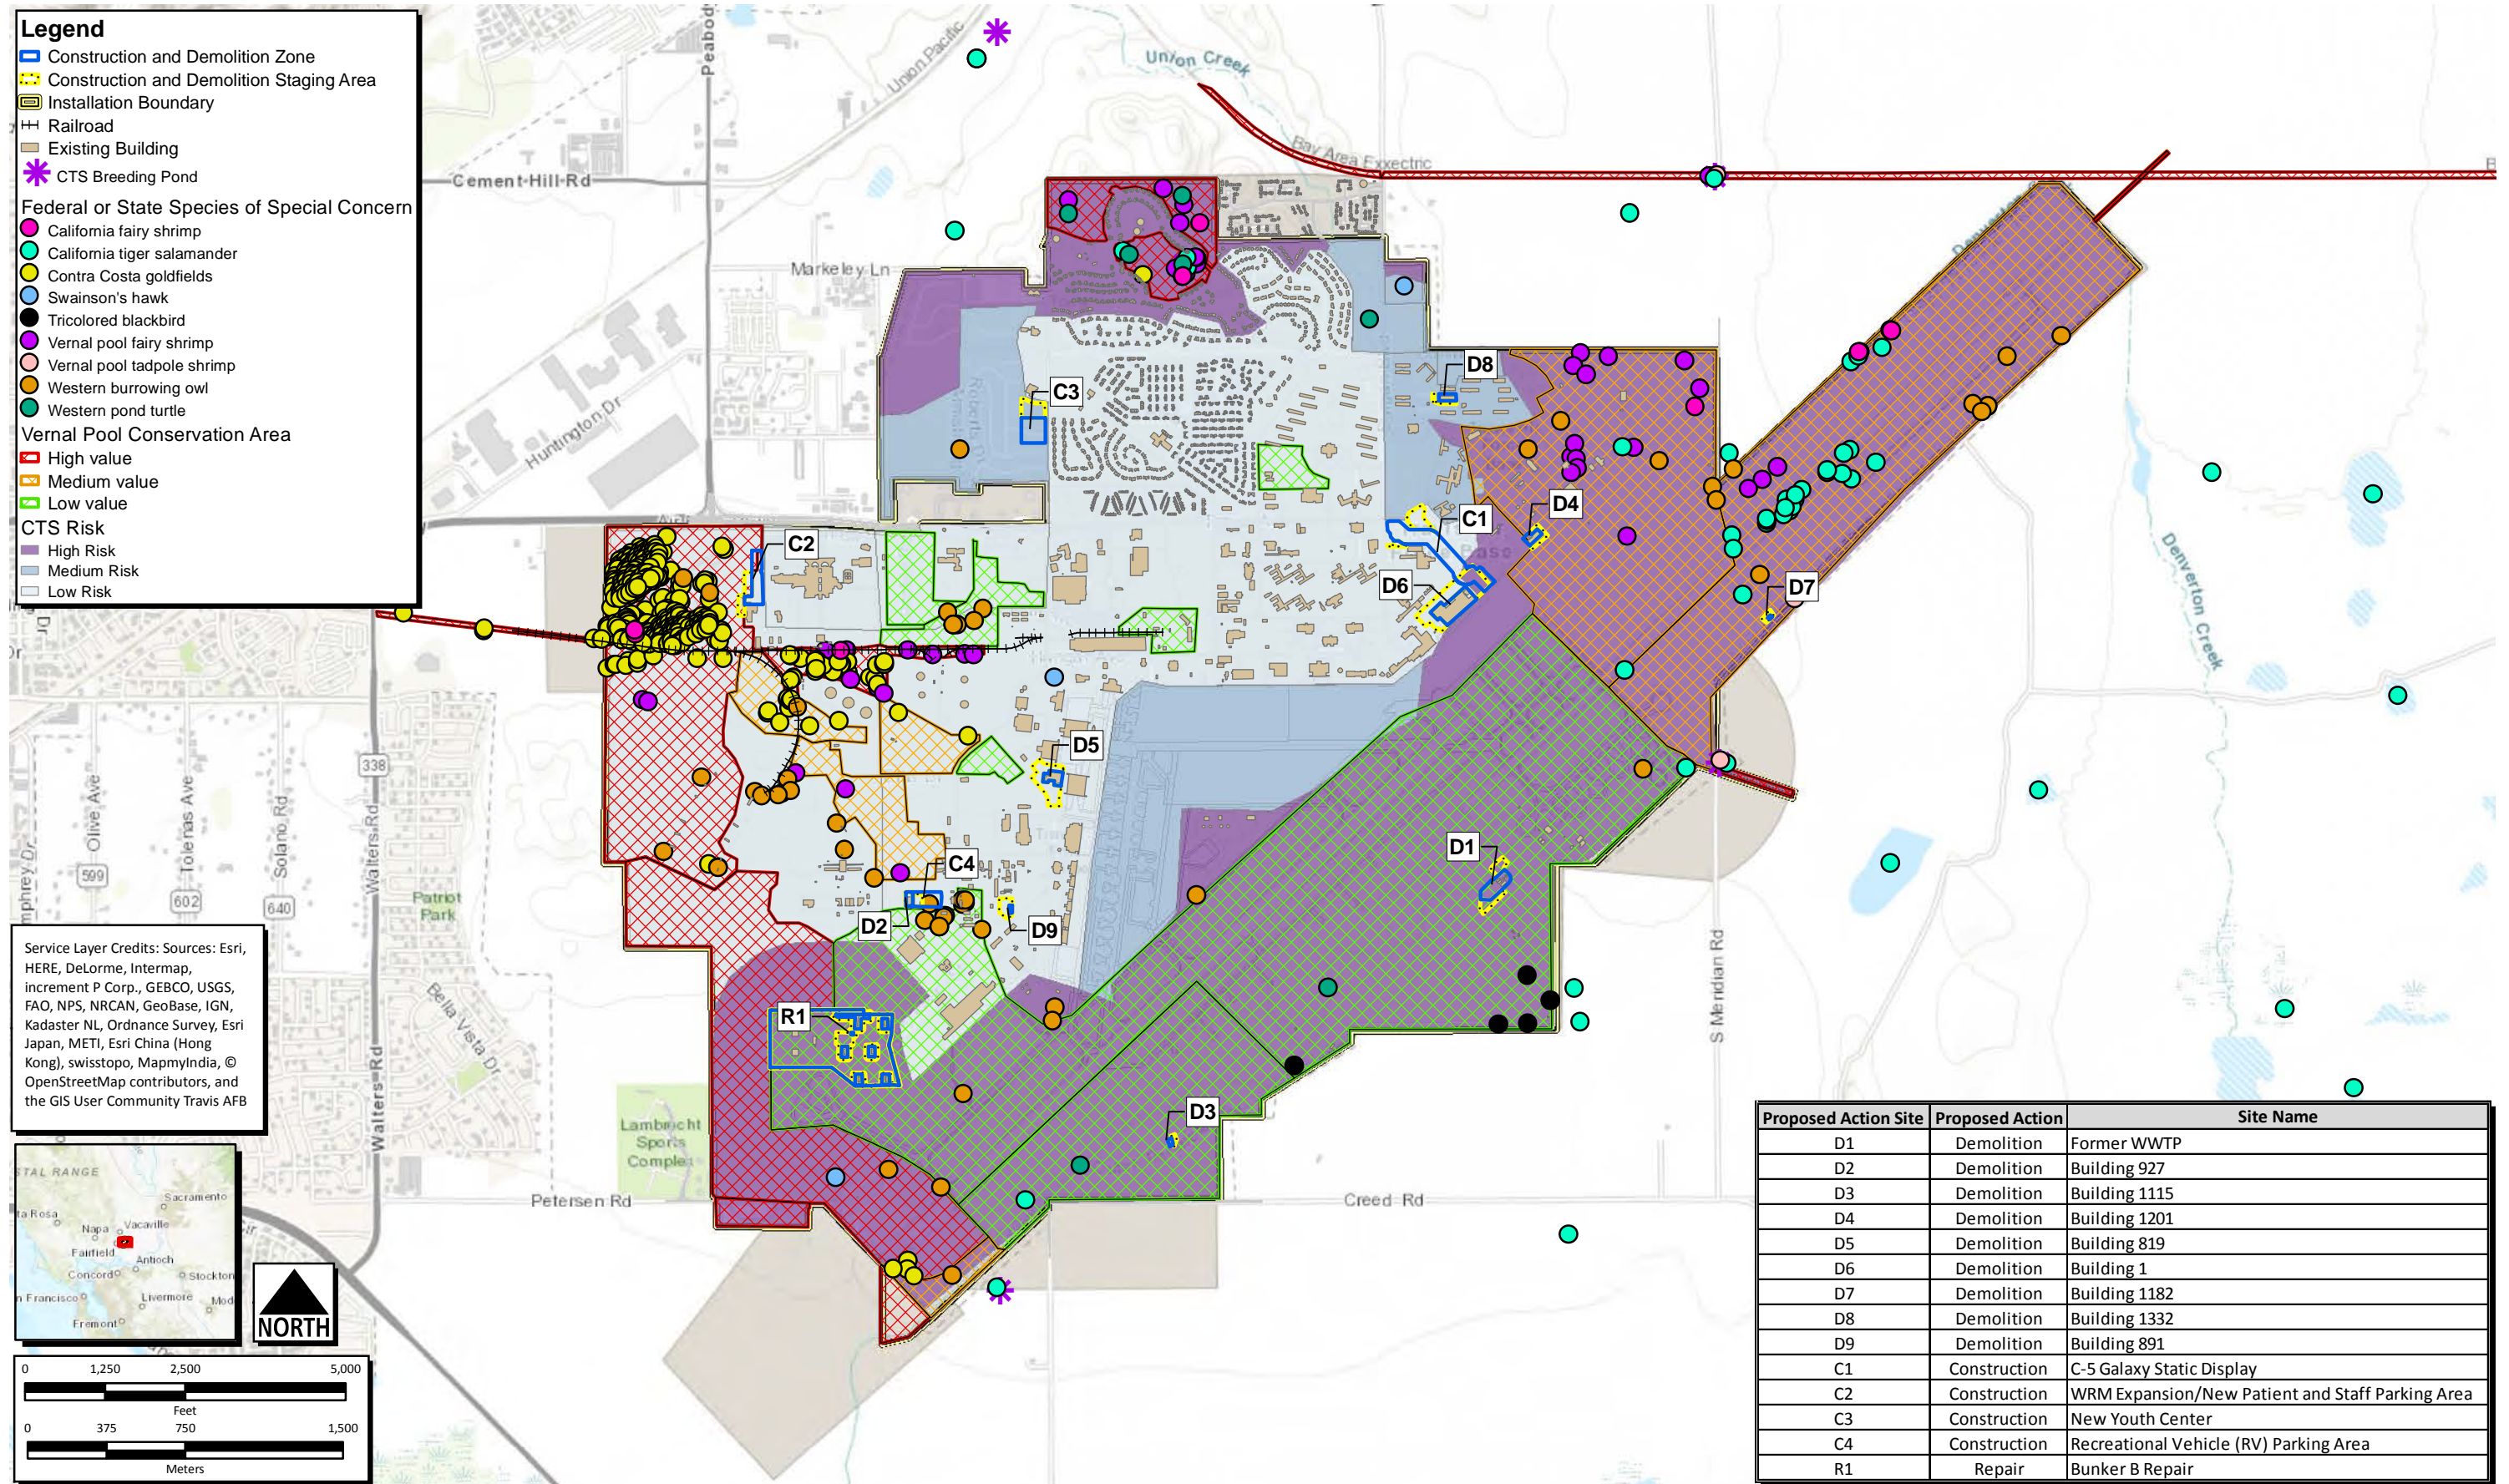 Legend
Construction and Demolition Zone
Construction and Demolition Staging Area
Installation Boundary
Railroad
Existing Building
CTS Breeding Pond
Federal or State Species of Special Concern
California fairy shrimp
California tiger salamander
Contra Costa goldfields
Swainson's hawk
Tricolored blackbird
Vernal pool fairy shrimp
Vernal pool tadpole shrimp
Western burrowing owl
Western pond turtle
Vernal Pool Conservation Area
High value
Medium value
Low value
CTS Risk
High Risk
Medium Risk
Low Risk
Peabody
Union Pacific
Union Creek
Bay Area Exxectric
Cement Hill Rd
Markeley Ln
Huntington Dr
Denverton Creek
C3
D8
C2
C1
D4
D6
D7
D5
D1
C4
D2
D9
R1
D3
338
Olive Ave
Tolenas Ave
Solano Rd
Walters Rd
599
602
640
Patriot
Park
Bella Vista Dr
Walters Rd
S Meridian Rd
Lambrecht
Sports
Complex
Petersen Rd
Creed Rd
Service Layer Credits: Sources: Esri,
HERE, DeLorme, Intermap,
increment P Corp., GEBCO, USGS,
FAO, NPS, NRCAN, GeoBase, IGN,
Kadaster NL, Ordnance Survey, Esri
Japan, METI, Esri China (Hong
Kong), swisstopo, MapmyIndia, ©
OpenStreetMap contributors, and
the GIS User Community Travis AFB
STAL RANGE
Sacramento
ta Rosa
Napa
Vacaville
Fairfield
Antioch
Concord
Stockton
n Francisco
Livermore
Mod
Fremont
NORTH
0 1,250 2,500 5,000
Feet
0 375 750 1,500
Meters
Proposed Action Site Proposed Action Site Name
D1 Demolition Former WWTP
D2 Demolition Building 927
D3 Demolition Building 1115
D4 Demolition Building 1201
D5 Demolition Building 819
D6 Demolition Building 1
D7 Demolition Building 1182
D8 Demolition Building 1332
D9 Demolition Building 891
C1 Construction C-5 Galaxy Static Display
C2 Construction WRM Expansion/New Patient and Staff Parking Area
C3 Construction New Youth Center
C4 Construction Recreational Vehicle (RV) Parking Area
R1 Repair Bunker B Repair